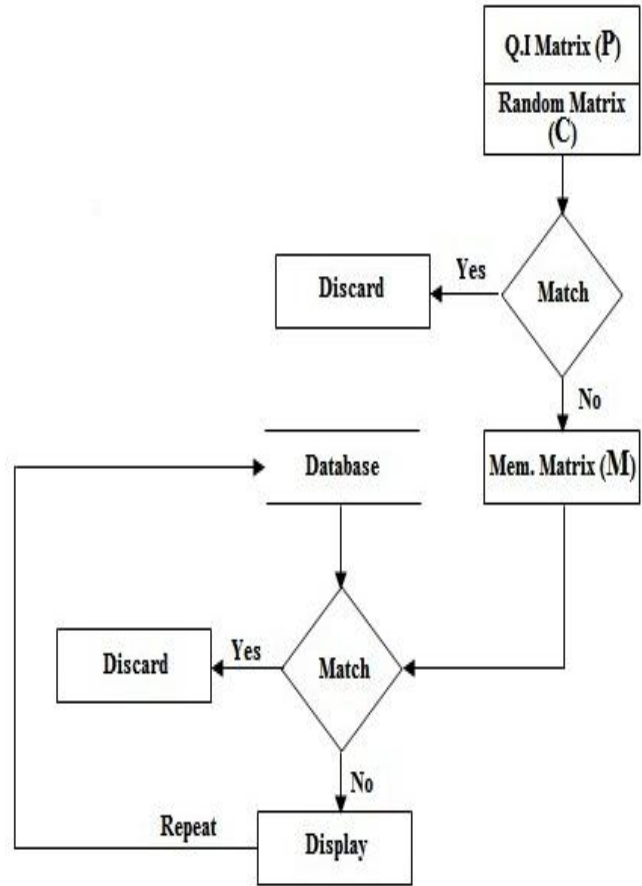 Q.I Matrix (P)
Random Matrix
(C)
Match
Yes
Discard
No
Mem. Matrix (M)
Database
Match
Yes
Discard
No
Display
Repeat